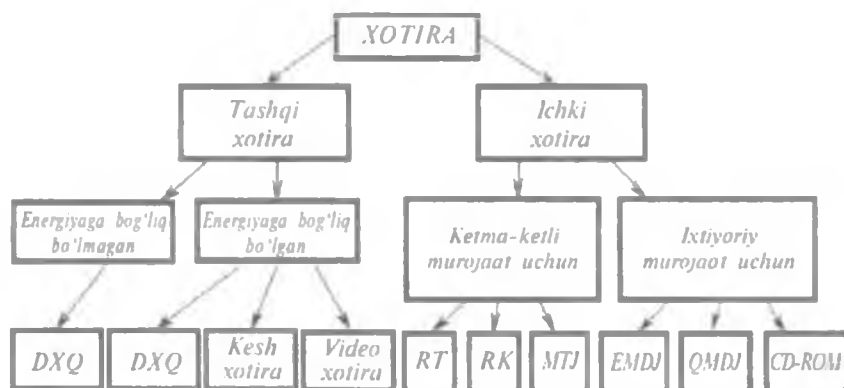 XOTIRA
Tashqi
xotira
Ichki
xotira
Energiyaga bog'liq
bo'lmagan
Energiyaga bog'liq
bo'lgan
Ketma-ketli
murojaat uchun
Ixtiyoriy
murojaat uchun
DXQ
DXQ
Kesh
xotira
Video
xotira
RT
RK
MTJ
EMDJ
QMDJ
CD-ROM